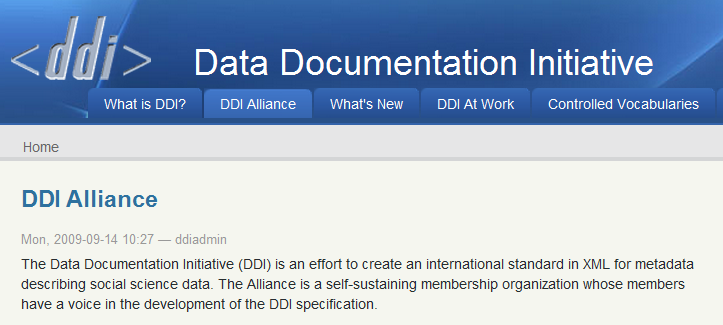 <ddi>
Data Documentation Initiative
What is DDI?
DDI Alliance
What's New
DDI At Work
Controlled Vocabularies
Home
DDI Alliance
Mon, 2009-09-14 10:27 — ddiadmin
The Data Documentation Initiative (DDI) is an effort to create an international standard in XML for metadata
describing social science data. The Alliance is a self-sustaining membership organization whose members
have a voice in the development of the DDI specification.